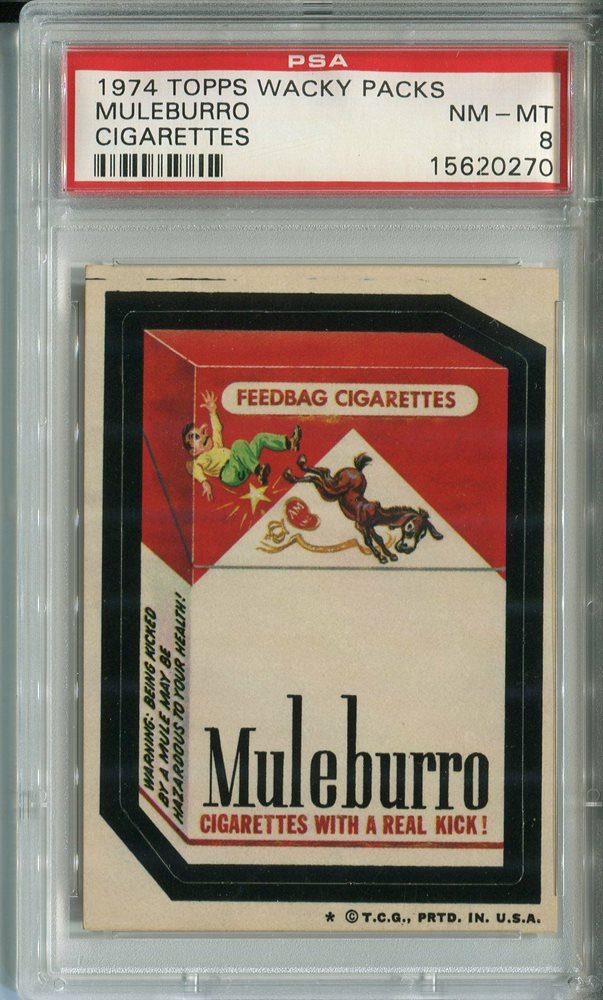 PSA
1974 TOPPS WACKY PACKS
MULEBURRO NM - MT
CIGARETTES 8
15620270
FEEDBAG CIGARETTES
AM
WARNING: BEING KICKED
BY A MULE MAY BE
HAZARDOUS TO YOUR HEALTH!
Muleburro
CIGARETTES WITH A REAL KICK!
* © T.C.G., PRTD. IN. U.S.A.